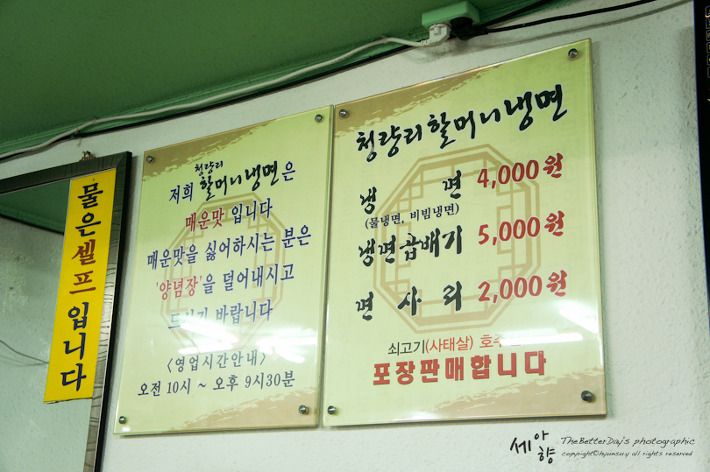 물은셀프입니다
청량리
저희 할머니냉면은
매운맛 입니다
매운맛을 싫어하시는 분은
'양념장'을 덜어내시고
바랍니다
<영업시간안내>
오전 10시 ~ 오후 9시30분
청량리할머니냉면
냉 면 4,000원
(물냉면, 비빔냉면)
냉면곱배기 5,000원
면 사 리 2,000원
쇠고기(사태살)
포장판매합니다
세아향
TheBetterDay's photographic
copyright©hyunsuy all rights reserved